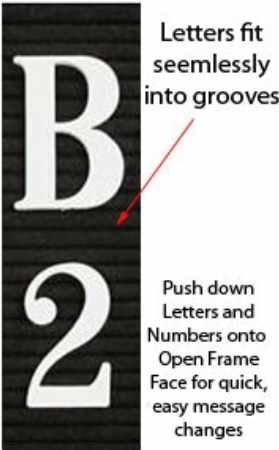 B
2
Letters fit
seemlessly
into grooves
Push down
Letters and
Numbers onto
Open Frame
Face for quick,
easy message
changes